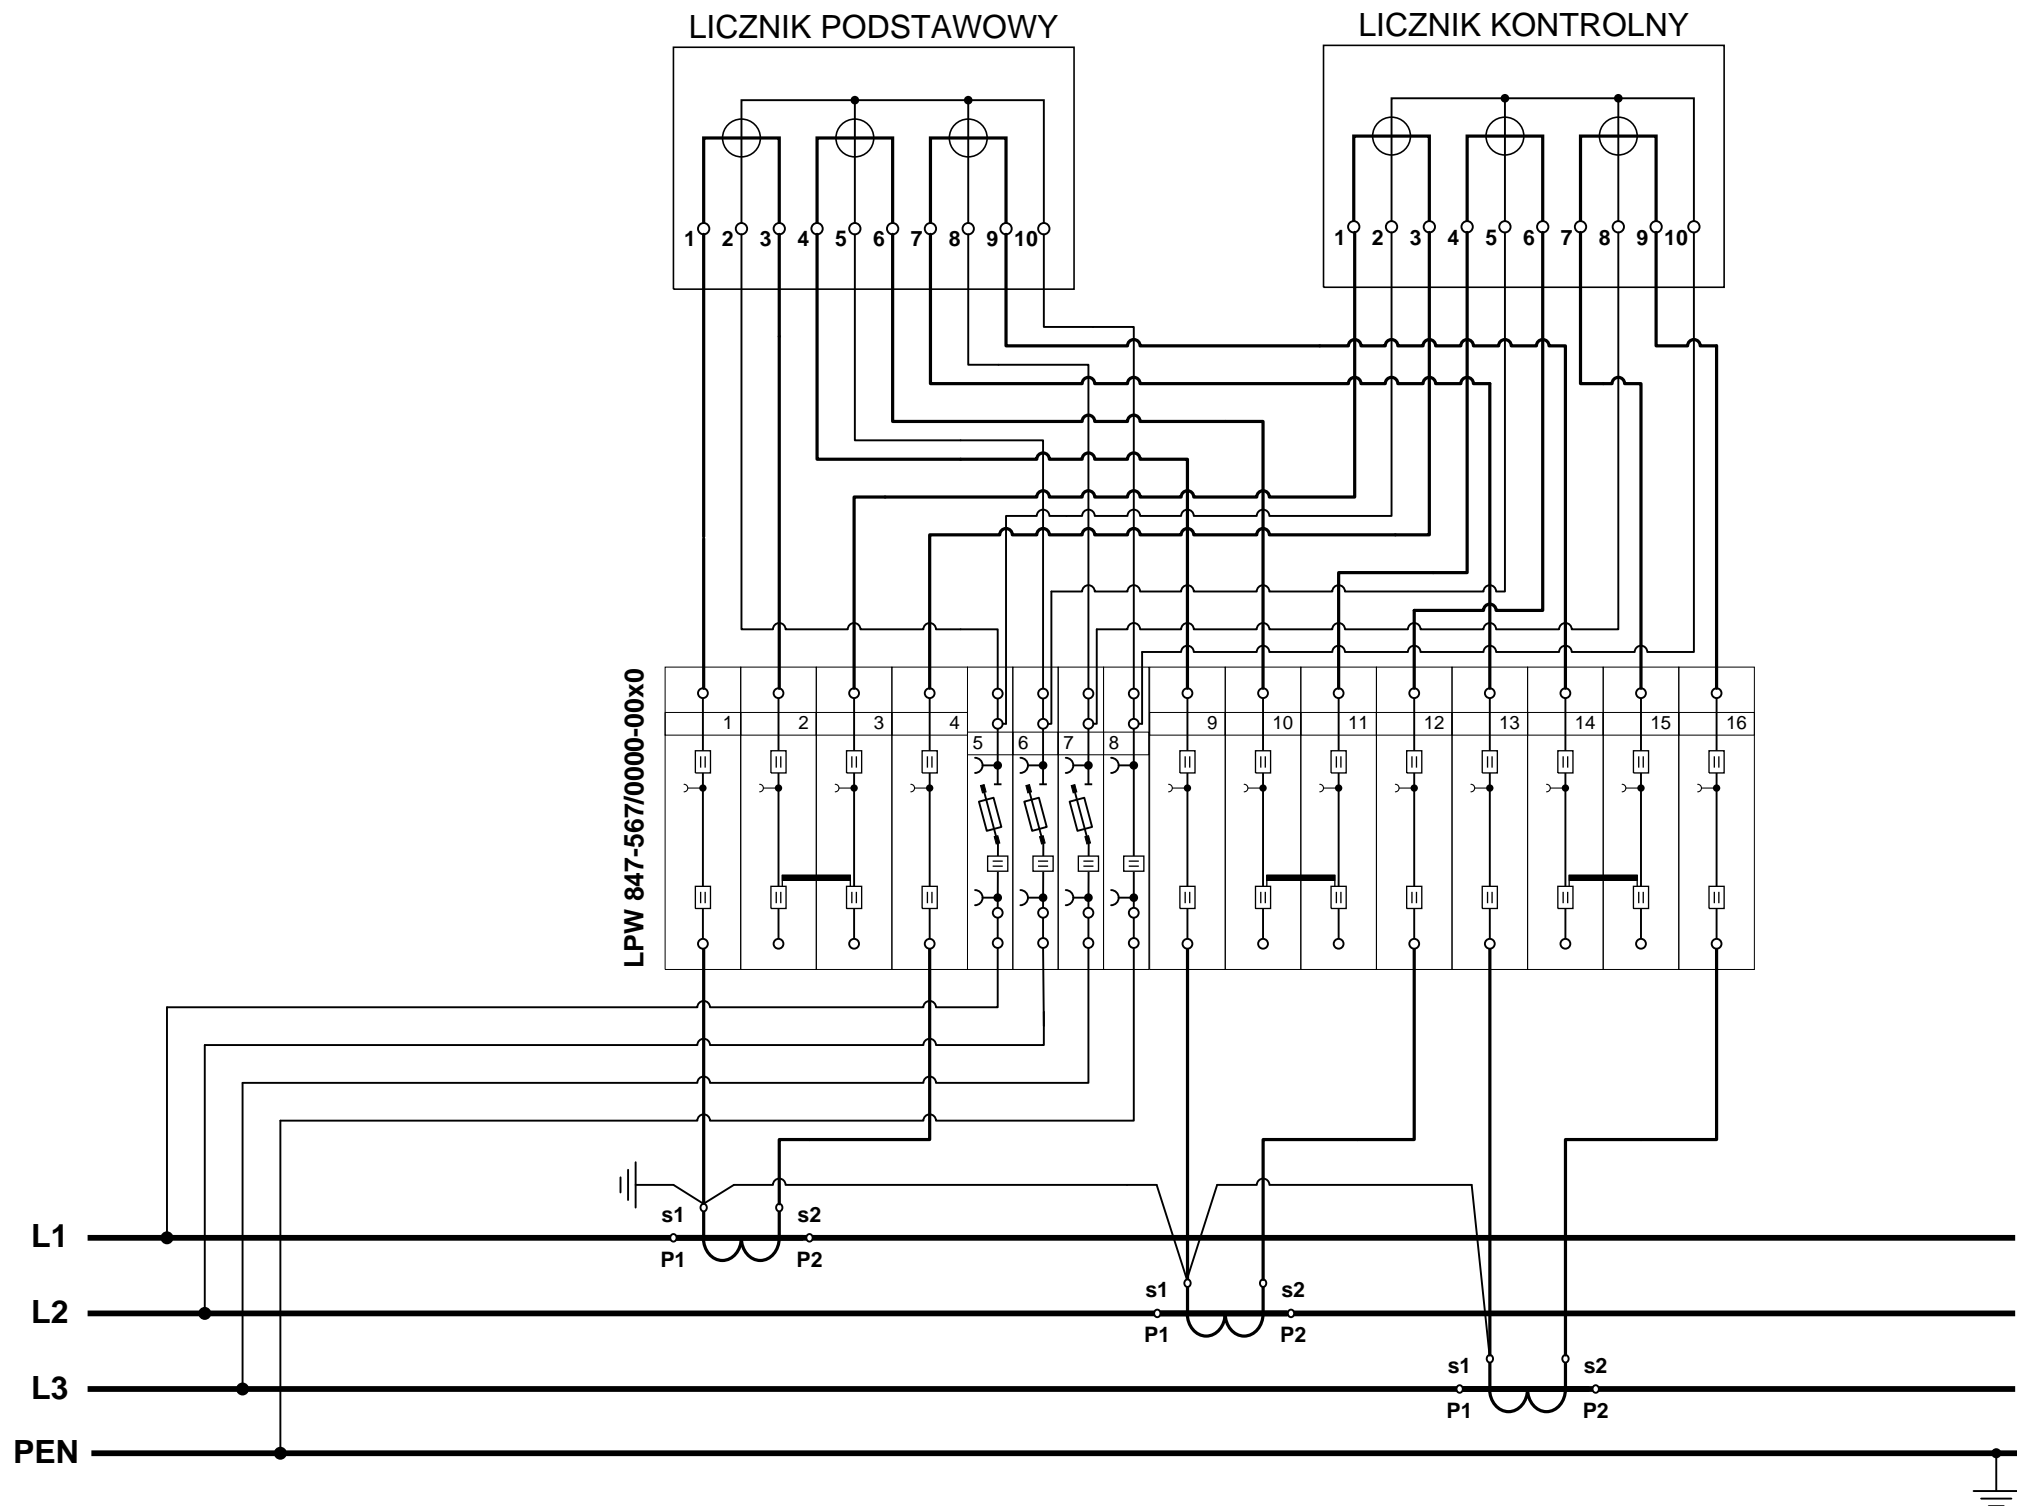 LICZNIK PODSTAWOWY
LICZNIK KONTROLNY
1 2 3 4 5 6 7 8 9 10
1 2 3 4 5 6 7 8 9 10
LPW 847-567/0000-00x0
1 2 3 4 5 6 7 8 9 10 11 12 13 14 15 16
s1 s2
L1
P1 P2
s1 s2
L2
P1 P2
s1 s2
L3
P1 P2
PEN